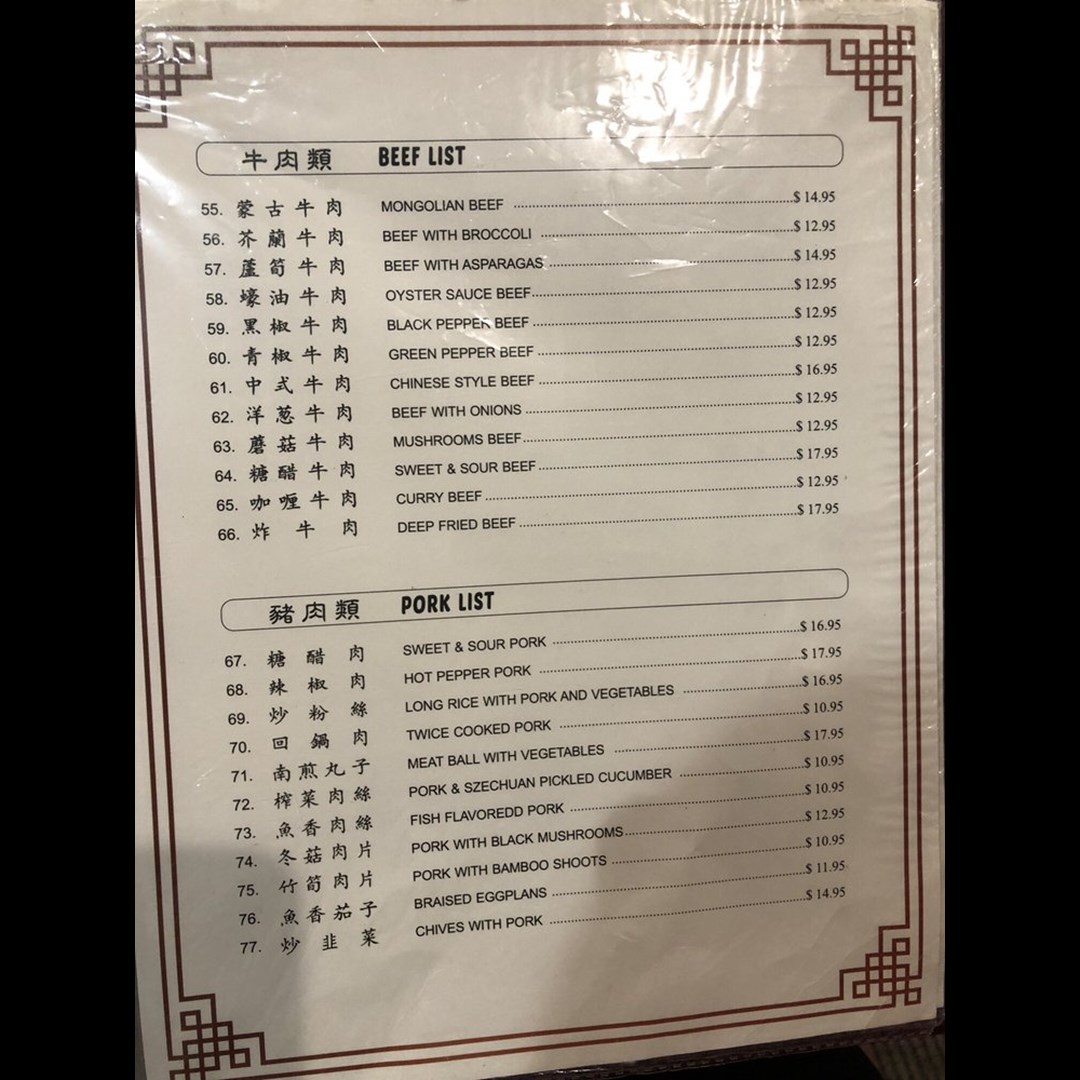 牛肉類 BEEF LIST
55. 蒙古牛肉 MONGOLIAN BEEF $ 14.95
56. 芥蘭牛肉 BEEF WITH BROCCOLI $ 12.95
57. 蘆筍牛肉 BEEF WITH ASPARAGAS $ 14.95
58. 蠔油牛肉 OYSTER SAUCE BEEF $ 12.95
59. 黑椒牛肉 BLACK PEPPER BEEF $ 12.95
60. 青椒牛肉 GREEN PEPPER BEEF $ 12.95
61. 中式牛肉 CHINESE STYLE BEEF $ 16.95
62. 洋葱牛肉 BEEF WITH ONIONS $ 12.95
63. 蘑菇牛肉 MUSHROOMS BEEF $ 12.95
64. 糖醋牛肉 SWEET & SOUR BEEF $ 17.95
65. 咖喱牛肉 CURRY BEEF $ 12.95
66. 炸牛肉 DEEP FRIED BEEF $ 17.95
豬肉類 PORK LIST
67. 糖醋肉 SWEET & SOUR PORK $ 16.95
68. 辣椒肉 HOT PEPPER PORK $ 17.95
69. 炒粉絲 LONG RICE WITH PORK AND VEGETABLES $ 16.95
70. 回鍋肉 TWICE COOKED PORK $ 10.95
71. 南煎丸子 MEAT BALL WITH VEGETABLES $ 17.95
72. 榨菜肉絲 PORK & SZECHUAN PICKLED CUCUMBER $ 10.95
73. 魚香肉絲 FISH FLAVOREDD PORK $ 10.95
74. 冬菇肉片 PORK WITH BLACK MUSHROOMS $ 12.95
75. 竹筍肉片 PORK WITH BAMBOO SHOOTS $ 10.95
76. 魚香茄子 BRAISED EGGPLANS $ 11.95
77. 炒韭菜 CHIVES WITH PORK $ 14.95